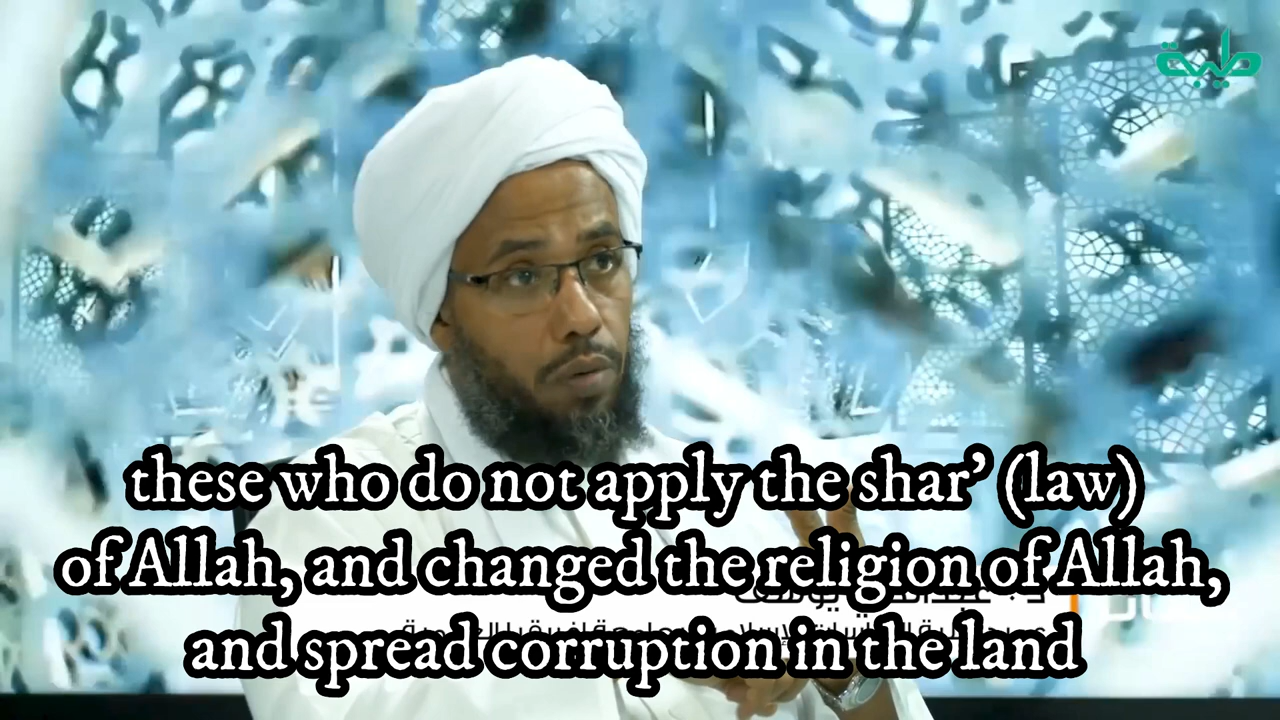 طيبة
these who do not apply the shar’ (law)
of Allah, and changed the religion of Allah,
and spread corruption in the land